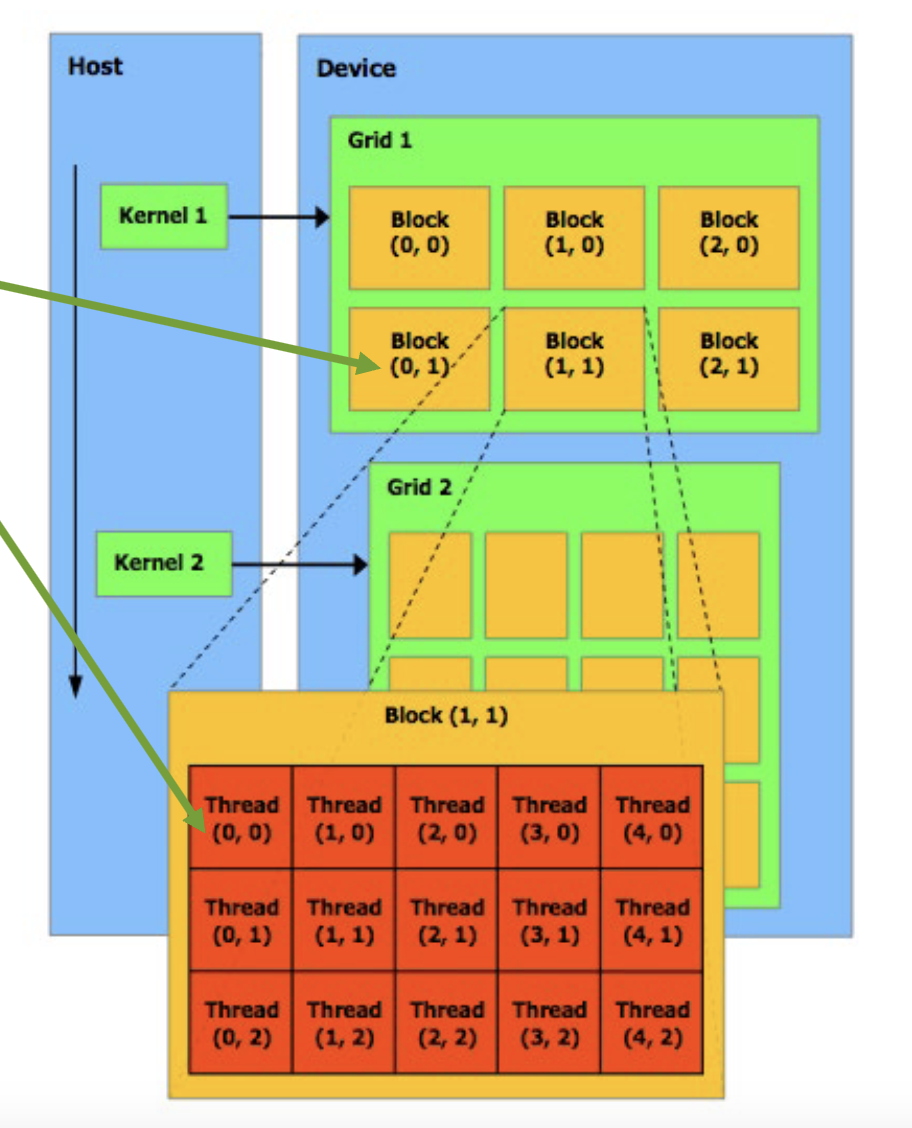 Host
Device
Grid 1
Kernel 1
Block
(0, 0)
Block
(1, 0)
Block
(2, 0)
Block
(0, 1)
Block
(1, 1)
Block
(2, 1)
Grid 2
Kernel 2
Block (1, 1)
Thread
(0, 0)
Thread
(1, 0)
Thread
(2, 0)
Thread
(3, 0)
Thread
(4, 0)
Thread
(0, 1)
Thread
(1, 1)
Thread
(2, 1)
Thread
(3, 1)
Thread
(4, 1)
Thread
(0, 2)
Thread
(1, 2)
Thread
(2, 2)
Thread
(3, 2)
Thread
(4, 2)